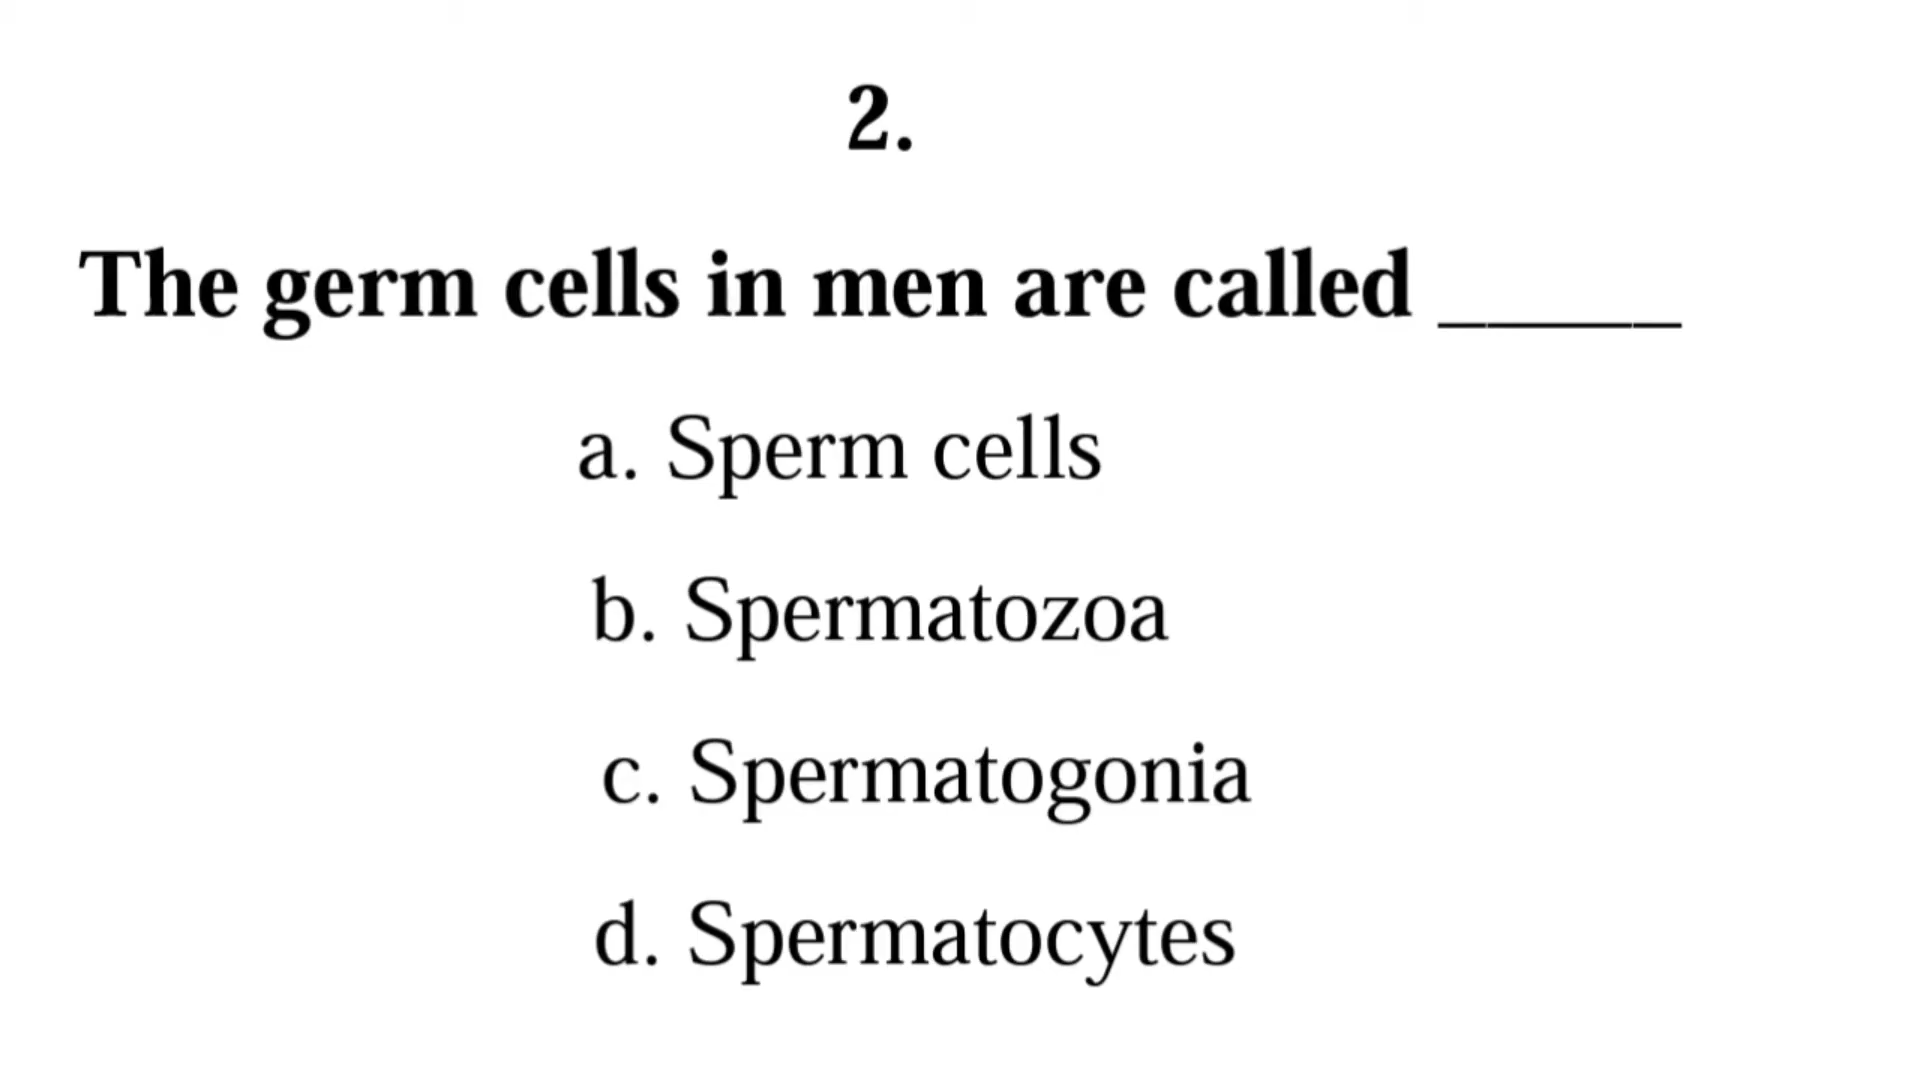 2.
The germ cells in men are called _____
a. Sperm cells
b. Spermatozoa
c. Spermatogonia
d. Spermatocytes